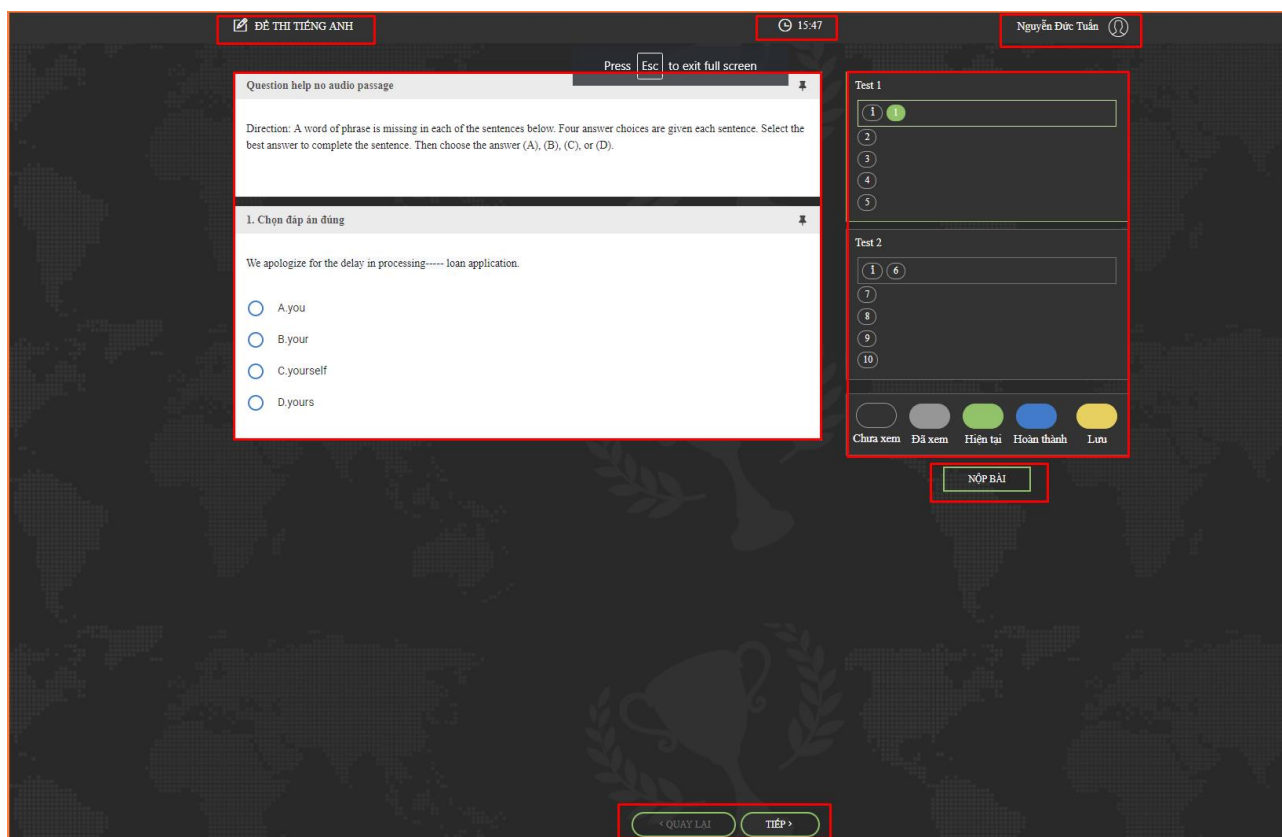 ĐỀ THI TIẾNG ANH
15:47
Nguyễn Đức Tuấn
Press Esc to exit full screen
Question help no audio passage
Direction: A word of phrase is missing in each of the sentences below. Four answer choices are given each sentence. Select the
best answer to complete the sentence. Then choose the answer (A), (B), (C), or (D).
1. Chọn đáp án đúng
We apologize for the delay in processing----- loan application.
A.you
B.your
C.yourself
D.yours
Test 1
i 1
2
3
4
5
Test 2
i 6
7
8
9
10
Chưa xem Đã xem Hiện tại Hoàn thành Lưu
NỘP BÀI
‹ QUAY LẠI TIẾP ›